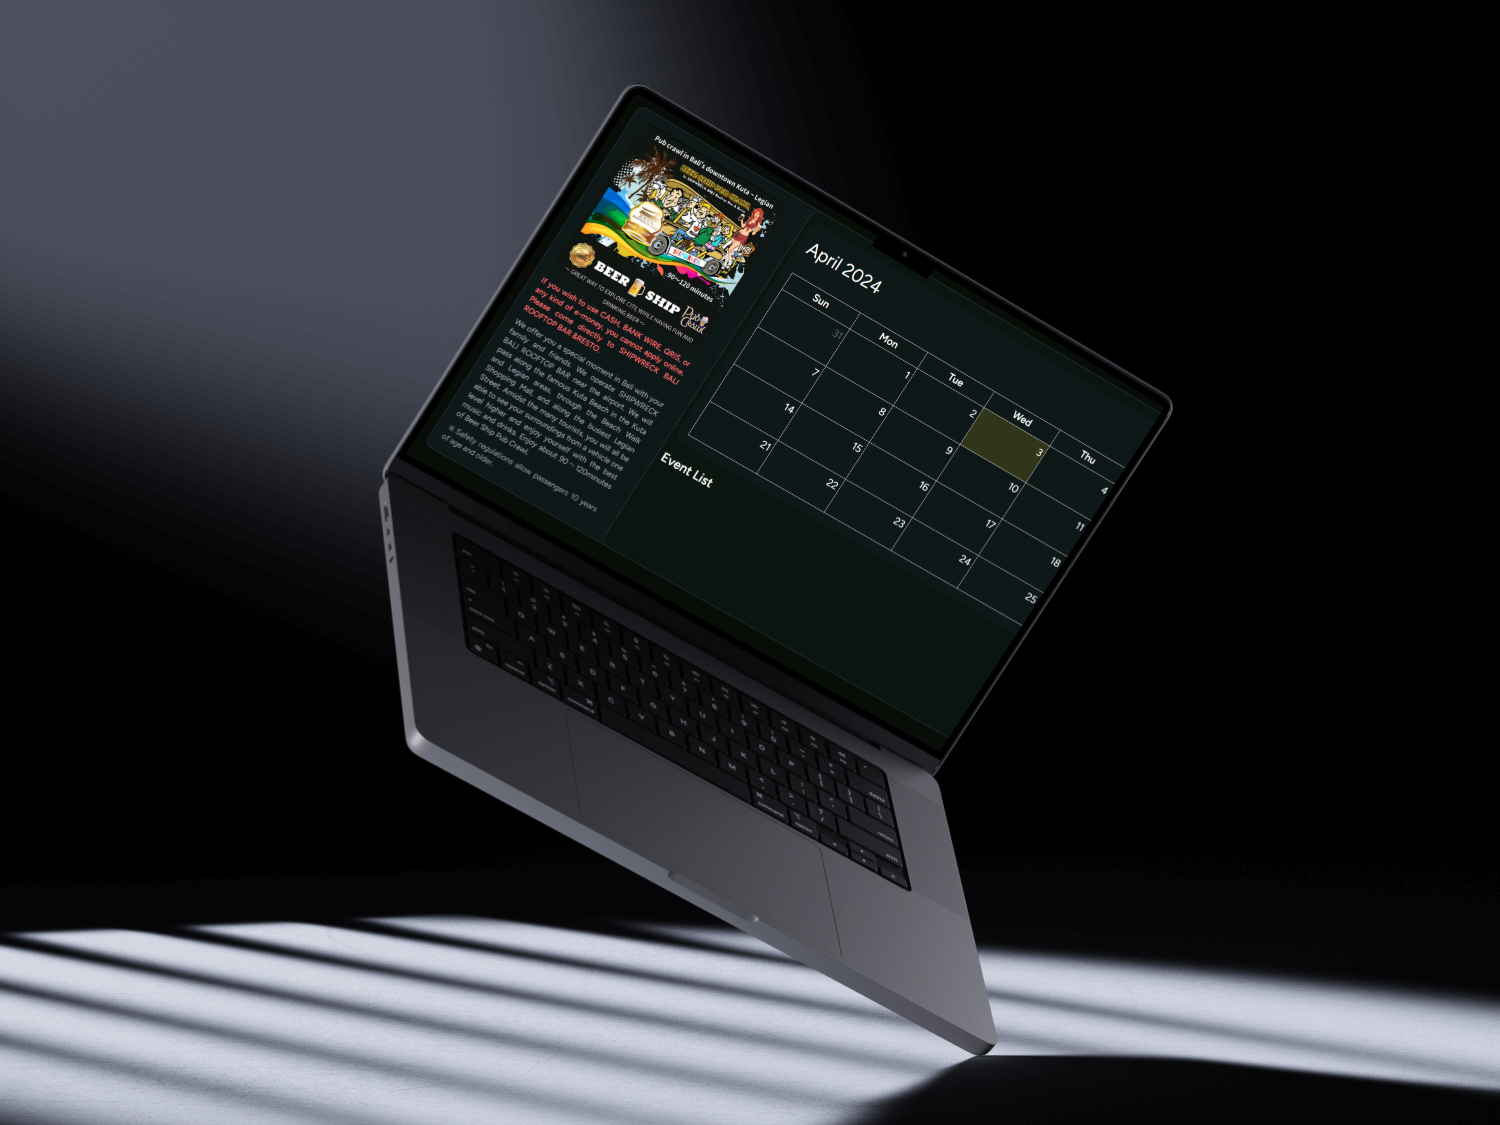 Pub crawl in Bali's downtown Kuta ~ Legian
BEER SHIP PUB CRAWL
90~120 minutes
BEER SHIP
Pub Crawl
~ GREAT WAY TO EXPLORE CITY, WHILE HAVING FUN AND
DRINKING BEER ~
If you wish to use CASH, BANK WIRE, QRIS, or
any kind of e-money, you cannot apply online.
Please come directly to SHIPWRECK BALI
ROOFTOP BAR &RESTO.
We offer you a special moment in Bali with your
family and friends. We operate SHIPWRECK
BALI ROOFTOP BAR near the airport. We will
pass along the famous Kuta Beach in the Kuta
and Legian areas, through the Beach Walk
Shopping Mall, and along the busiest Legian
Street. Amidst the many tourists, you will all be
able to see your surroundings from a vehicle one
level higher and enjoy yourself with the best
music and drinks. Enjoy about 90 ~ 120minutes
of Beer Ship Pub Crawl.
※ Safety regulations allow passengers 10 years
of age and older.
April 2024
Sun Mon Tue Wed Thu
31 1 2 3 4
7 8 9 10 11
14 15 16 17 18
21 22 23 24 25
Event List
Q W E R T Y U I O P
A S D F G H J K L
Z X C V B N M
command
command